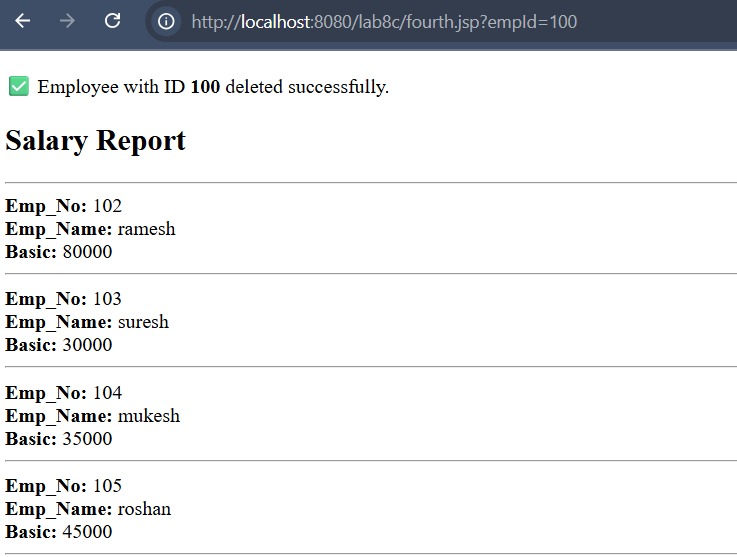 http://localhost:8080/lab8c/fourth.jsp?empId=100
Employee with ID 100 deleted successfully.
Salary Report
Emp_No: 102
Emp_Name: ramesh
Basic: 80000
Emp_No: 103
Emp_Name: suresh
Basic: 30000
Emp_No: 104
Emp_Name: mukesh
Basic: 35000
Emp_No: 105
Emp_Name: roshan
Basic: 45000